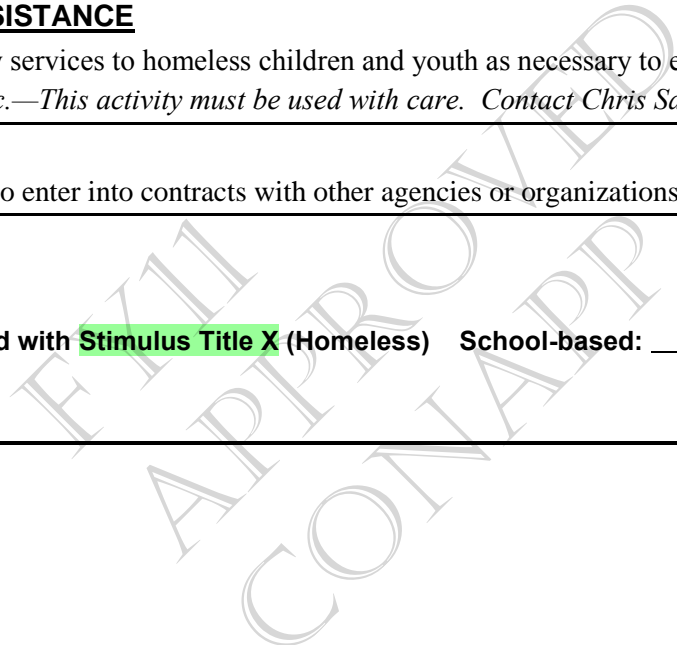 SISTANCE
services to homeless children and youth as necessary to
c.—This activity must be used with care. Contact Chris
o enter into contracts with other agencies or organizations
d with Stimulus Title X (Homeless) School-based: __
FY11
APPROVED
CONAPP